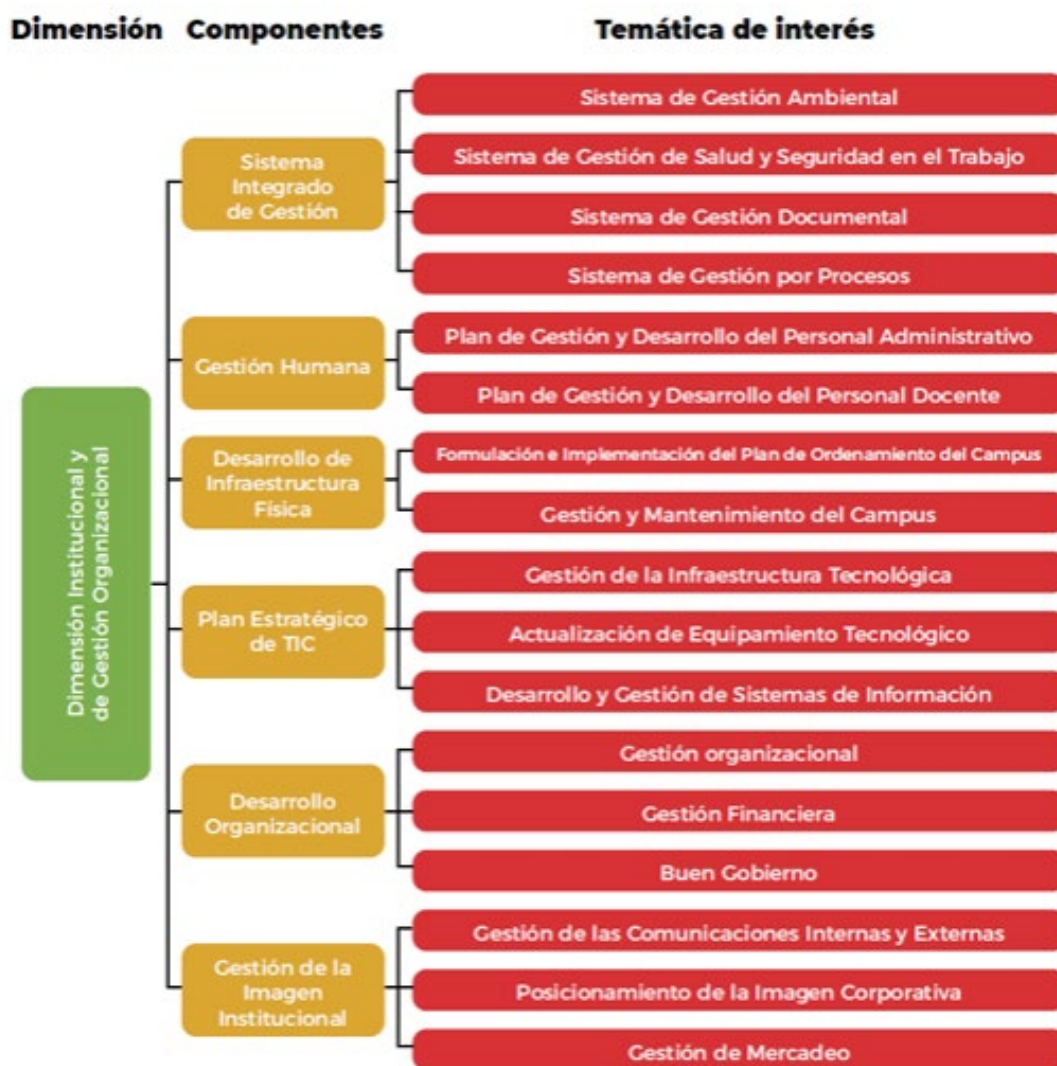 Dimensión Componentes Temática de interés
Dimensión Institucional y
de Gestión Organizacional
Sistema
Integrado
de Gestión
Sistema de Gestión Ambiental
Sistema de Gestión de Salud y Seguridad en el Trabajo
Sistema de Gestión Documental
Sistema de Gestión por Procesos
Gestión Humana
Plan de Gestión y Desarrollo del Personal Administrativo
Plan de Gestión y Desarrollo del Personal Docente
Desarrollo de
Infraestructura
Física
Formulación e Implementación del Plan de Ordenamiento del Campus
Gestión y Mantenimiento del Campus
Plan Estratégico
de TIC
Gestión de la Infraestructura Tecnológica
Actualización de Equipamiento Tecnológico
Desarrollo y Gestión de Sistemas de Información
Desarrollo
Organizacional
Gestión organizacional
Gestión Financiera
Buen Gobierno
Gestión de la
Imagen
Institucional
Gestión de las Comunicaciones Internas y Externas
Posicionamiento de la Imagen Corporativa
Gestión de Mercadeo